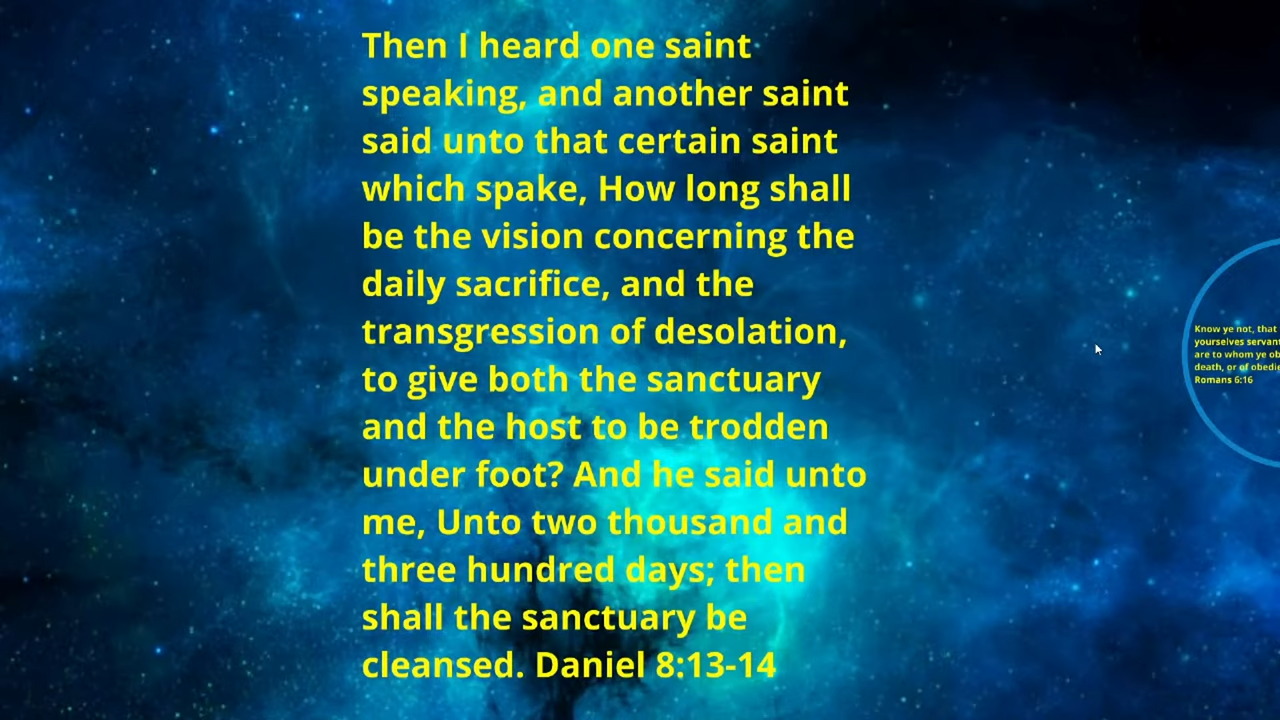 Then I heard one saint
speaking, and another saint
said unto that certain saint
which spake, How long shall
be the vision concerning the
daily sacrifice, and the
transgression of desolation,
to give both the sanctuary
and the host to be trodden
under foot? And he said unto
me, Unto two thousand and
three hundred days; then
shall the sanctuary be
cleansed. Daniel 8:13-14
Know ye not, that
yourselves
are to whom ye
death, or of
Romans 6:16